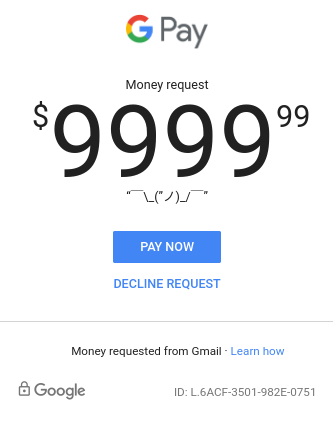 G Pay
Money request
$9999 99
“¯¯\_(”ノ)_/¯¯”
PAY NOW
DECLINE REQUEST
Money requested from Gmail · Learn how
Google
ID: L.6ACF-3501-982E-0751